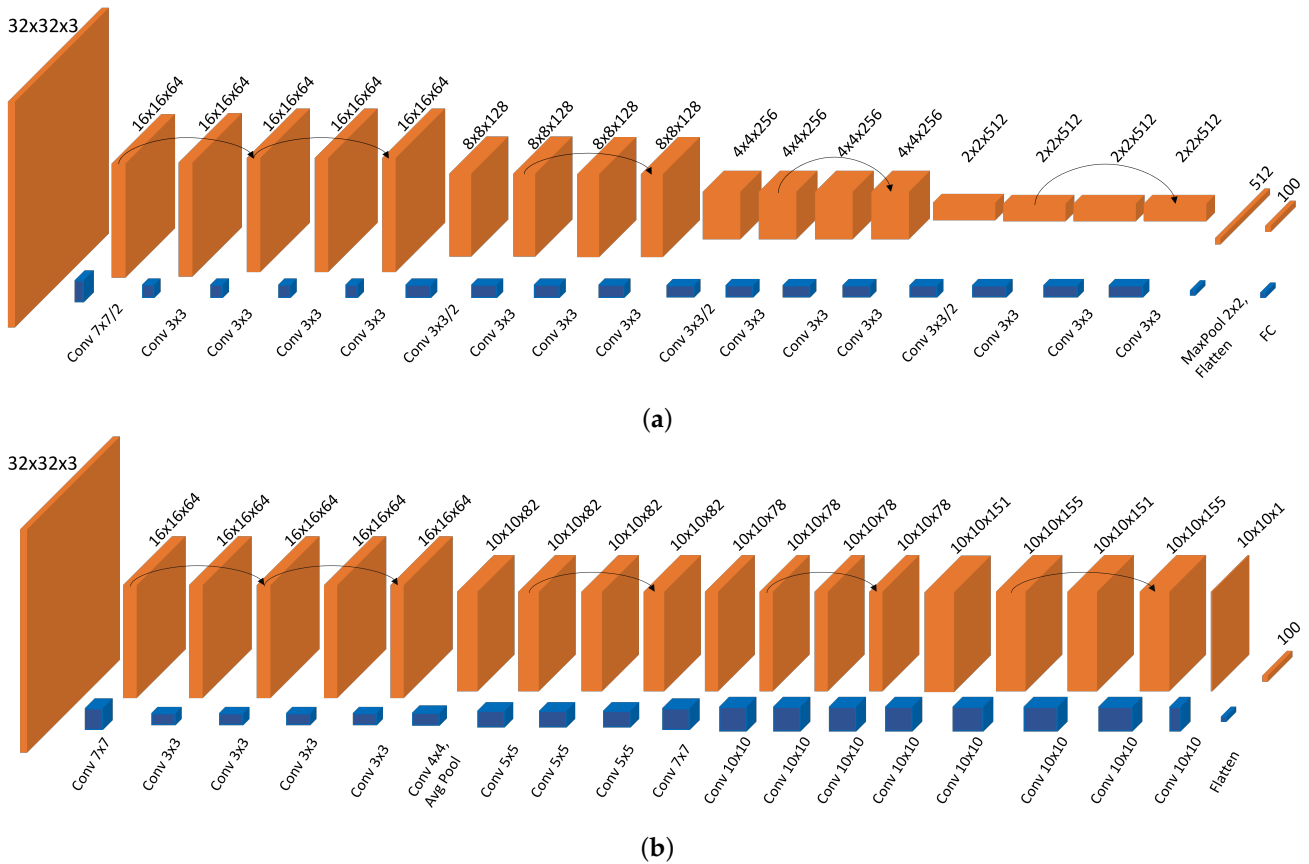 32x32x3
16x16x64
16x16x64
16x16x64
16x16x64
16x16x64
8x8x128
8x8x128
8x8x128
8x8x128
4x4x256
4x4x256
4x4x256
4x4x256
2x2x512
2x2x512
2x2x512
2x2x512
512
100
Conv 7x7/2
Conv 3x3
Conv 3x3
Conv 3x3
Conv 3x3
Conv 3x3/2
Conv 3x3
Conv 3x3
Conv 3x3
Conv 3x3/2
Conv 3x3
Conv 3x3
Conv 3x3
Conv 3x3/2
Conv 3x3
Conv 3x3
Conv 3x3
MaxPool 2x2,
Flatten
FC
(a)
32x32x3
16x16x64
16x16x64
16x16x64
16x16x64
16x16x64
10x10x82
10x10x82
10x10x82
10x10x82
10x10x78
10x10x78
10x10x78
10x10x78
10x10x151
10x10x155
10x10x151
10x10x155
10x10x1
100
Conv 7x7
Conv 3x3
Conv 3x3
Conv 3x3
Conv 3x3
Conv 4x4,
Avg Pool
Conv 5x5
Conv 5x5
Conv 5x5
Conv 7x7
Conv 10x10
Conv 10x10
Conv 10x10
Conv 10x10
Conv 10x10
Conv 10x10
Conv 10x10
Conv 10x10
Flatten
(b)